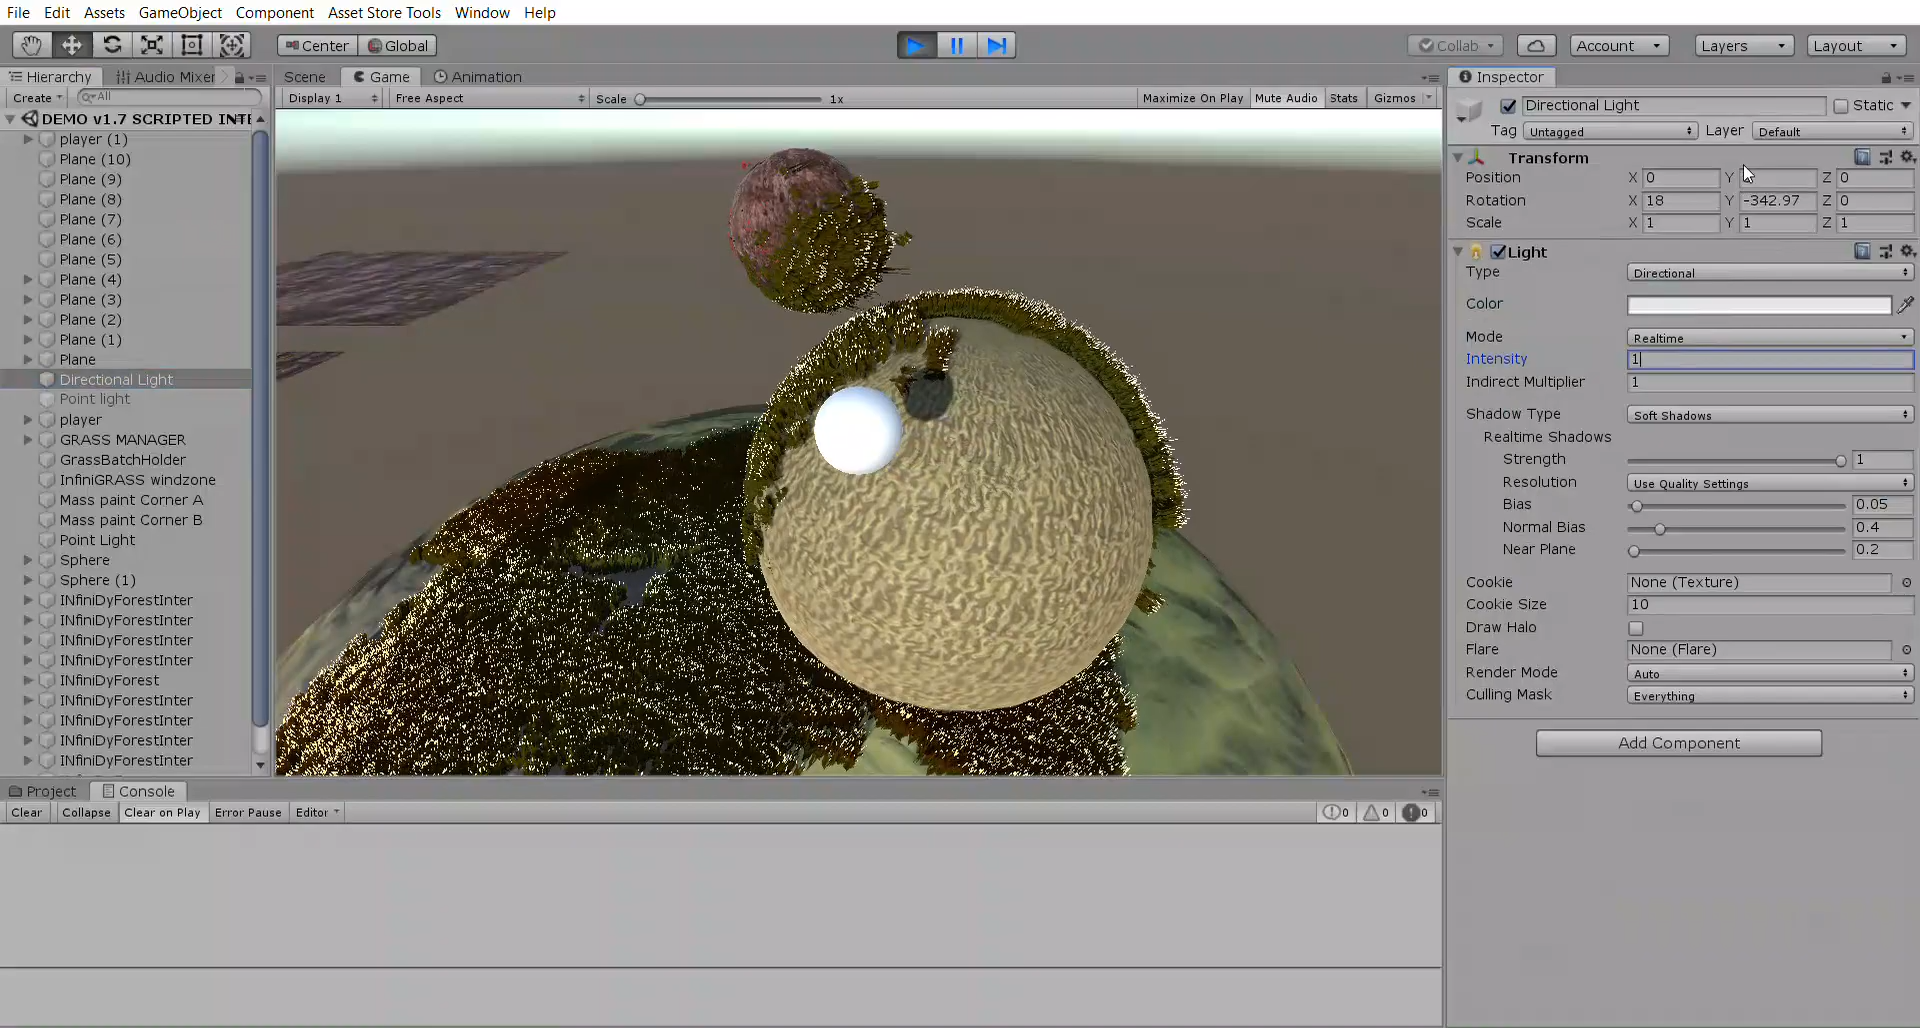 File Edit Assets GameObject Component Asset Store Tools Window Help
Center Global Collab Account Layers Layout
Hierarchy Audio Mixer Scene Game Animation Inspector
Create All Display 1 Free Aspect Scale 1x Maximize On Play Mute Audio Stats Gizmos
DEMO v1.7 SCRIPTED
player (1)
Plane (10)
Plane (9)
Plane (8)
Plane (7)
Plane (6)
Plane (5)
Plane (4)
Plane (3)
Plane (2)
Plane (1)
Plane
Directional Light
Point light
player
GRASS MANAGER
GrassBatchHolder
InfiniGRASS windzone
Mass paint Corner A
Mass paint Corner B
Point Light
Sphere
Sphere (1)
INfiniDyForestInter
INfiniDyForestInter
INfiniDyForestInter
INfiniDyForestInter
INfiniDyForest
INfiniDyForestInter
INfiniDyForestInter
INfiniDyForestInter
INfiniDyForestInter
Directional Light Static
Tag Untagged Layer Default
Transform
Position X 0 Y Z 0
Rotation X 18 Y -342.97 Z 0
Scale X 1 Y 1 Z 1
Light
Type Directional
Color
Mode Realtime
Intensity 1
Indirect Multiplier 1
Shadow Type Soft Shadows
Realtime Shadows
Strength 1
Resolution Use Quality Settings
Bias 0.05
Normal Bias 0.4
Near Plane 0.2
Cookie None (Texture)
Cookie Size 10
Draw Halo
Flare None (Flare)
Render Mode Auto
Culling Mask Everything
Add Component
Project Console
Clear Collapse Clear on Play Error Pause Editor 0 0 0